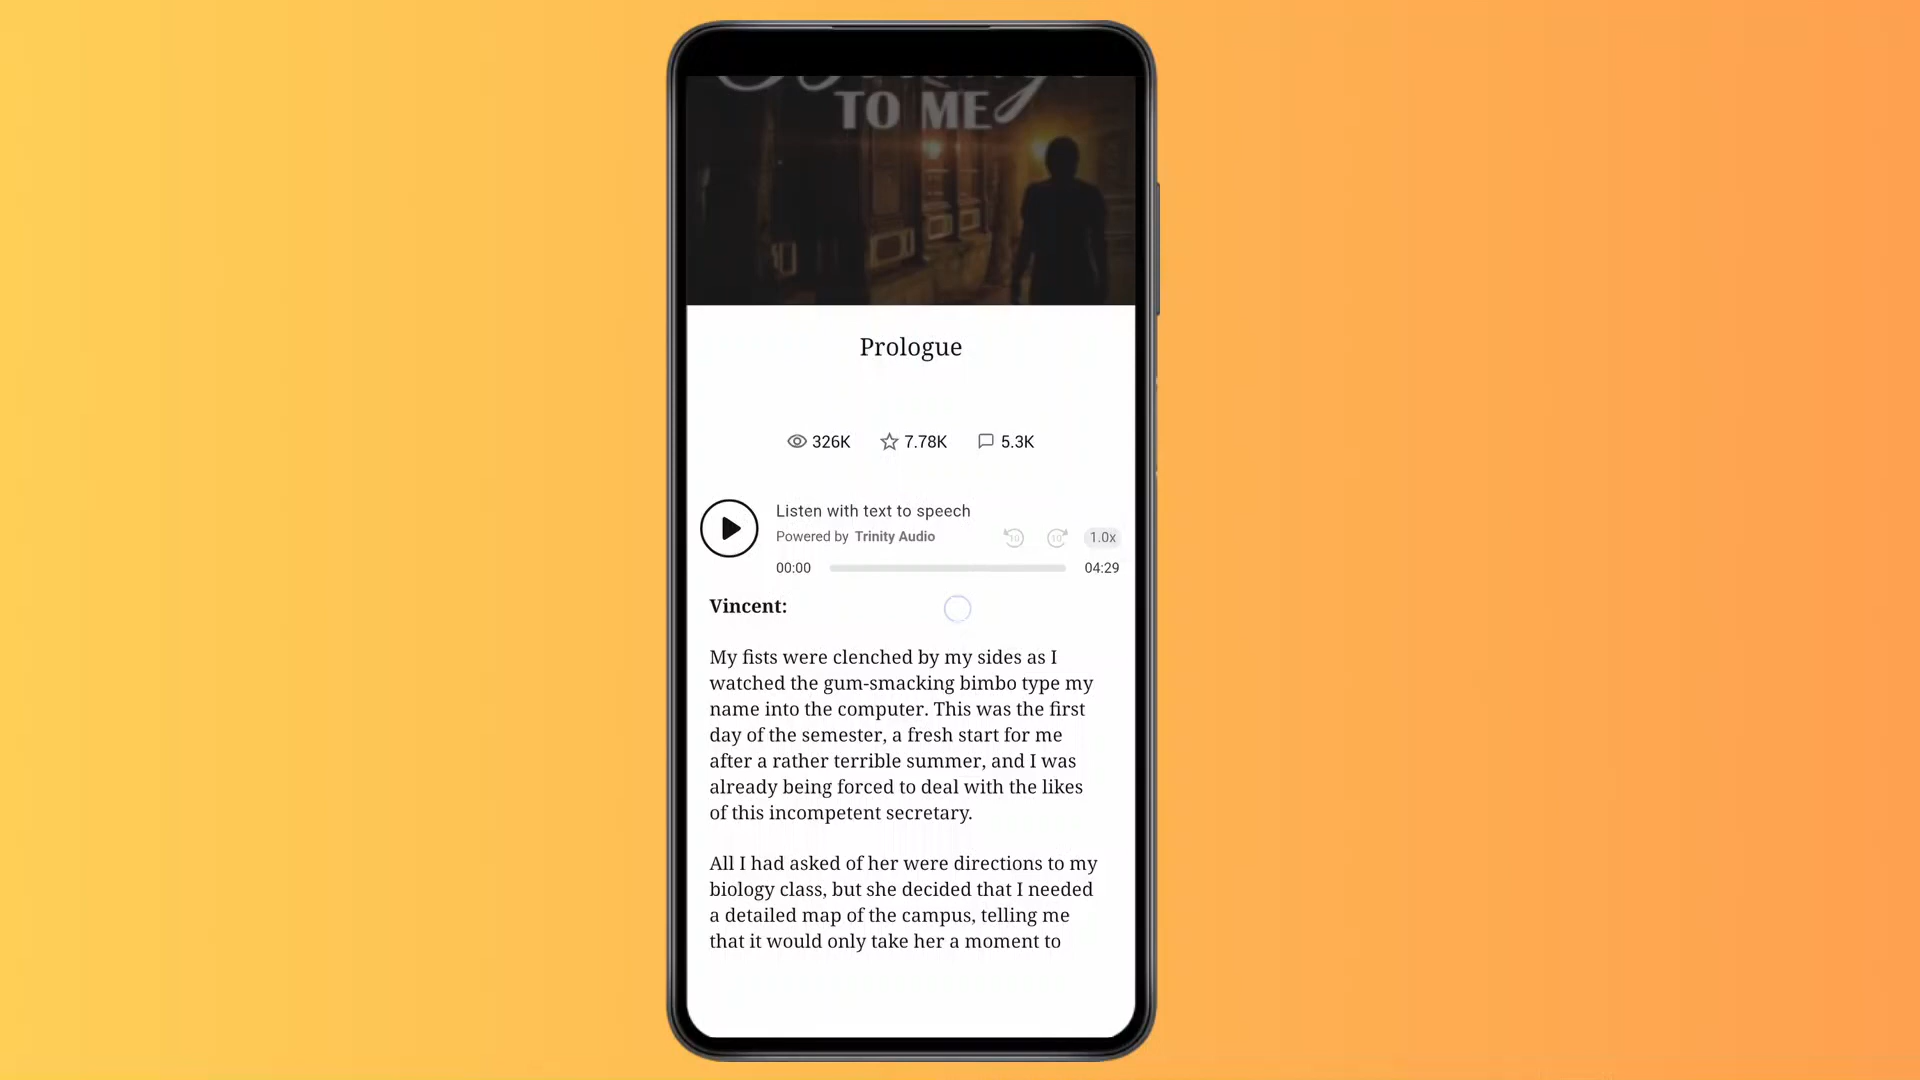 TO ME
Prologue
326K 7.78K 5.3K
Listen with text to speech
Powered by Trinity Audio
10 10 1.0x
00:00 04:29
Vincent:
My fists were clenched by my sides as I
watched the gum-smacking bimbo type my
name into the computer. This was the first
day of the semester, a fresh start for me
after a rather terrible summer, and I was
already being forced to deal with the likes
of this incompetent secretary.
All I had asked of her were directions to my
biology class, but she decided that I needed
a detailed map of the campus, telling me
that it would only take her a moment to